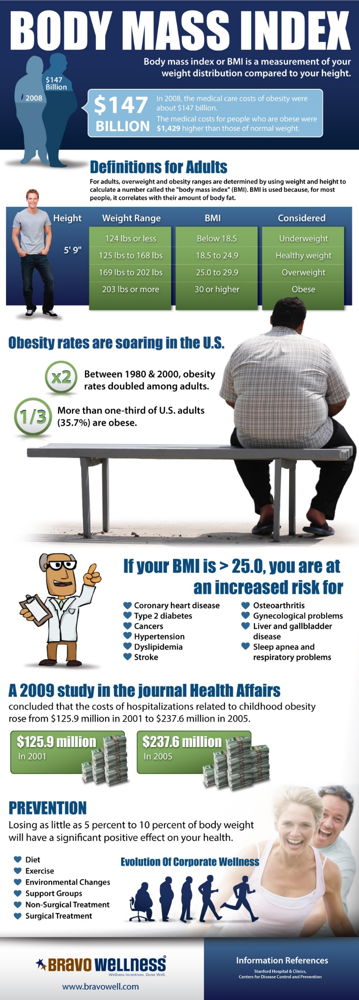 BODY MASS INDEX
Body mass index or BMI is a measurement of your
weight distribution compared to your height.
2008
$147
Billion
$147
BILLION
In 2008, the medical care costs of obesity were
about $147 billion.
The medical costs for people who are obese were
$1,429 higher than those of normal weight.
Definitions for Adults
For adults, overweight and obesity ranges are determined by using weight and height to
calculate a number called the "body mass index" (BMI). BMI is used because, for most
people, it correlates with their amount of body fat.
Height Weight Range BMI Considered
5' 9"
124 lbs or less Below 18.5 Underweight
125 lbs to 168 lbs 18.5 to 24.9 Healthy weight
169 lbs to 202 lbs 25.0 to 29.9 Overweight
203 lbs or more 30 or higher Obese
Obesity rates are soaring in the U.S.
x2
Between 1980 & 2000, obesity
rates doubled among adults.
1/3
More than one-third of U.S. adults
(35.7%) are obese.
If your BMI is > 25.0, you are at
an increased risk for
Coronary heart disease
Type 2 diabetes
Cancers
Hypertension
Dyslipidemia
Stroke
Osteoarthritis
Gynecological problems
Liver and gallbladder
disease
Sleep apnea and
respiratory problems
A 2009 study in the journal Health Affairs
concluded that the costs of hospitalizations related to childhood obesity
rose from $125.9 million in 2001 to $237.6 million in 2005.
$125.9 million
In 2001
$237.6 million
In 2005
PREVENTION
Losing as little as 5 percent to 10 percent of body weight
will have a significant positive effect on your health.
Diet
Exercise
Environmental Changes
Support Groups
Non-Surgical Treatment
Surgical Treatment
Evolution Of Corporate Wellness
BRAVO WELLNESS®
Wellness Incentives. Done Well.
www.bravowell.com
Information References
Stanford Hospital & Clinics,
Centers for Disease Control and Prevention